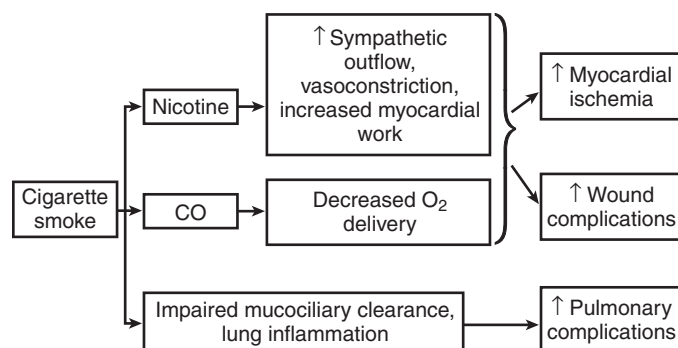 Cigarette
smoke
Nicotine
↑ Sympathetic
outflow,
vasoconstriction,
increased myocardial
work
CO
Decreased O₂
delivery
Impaired mucociliary clearance,
lung inflammation
↑ Myocardial
ischemia
↑ Wound
complications
↑ Pulmonary
complications